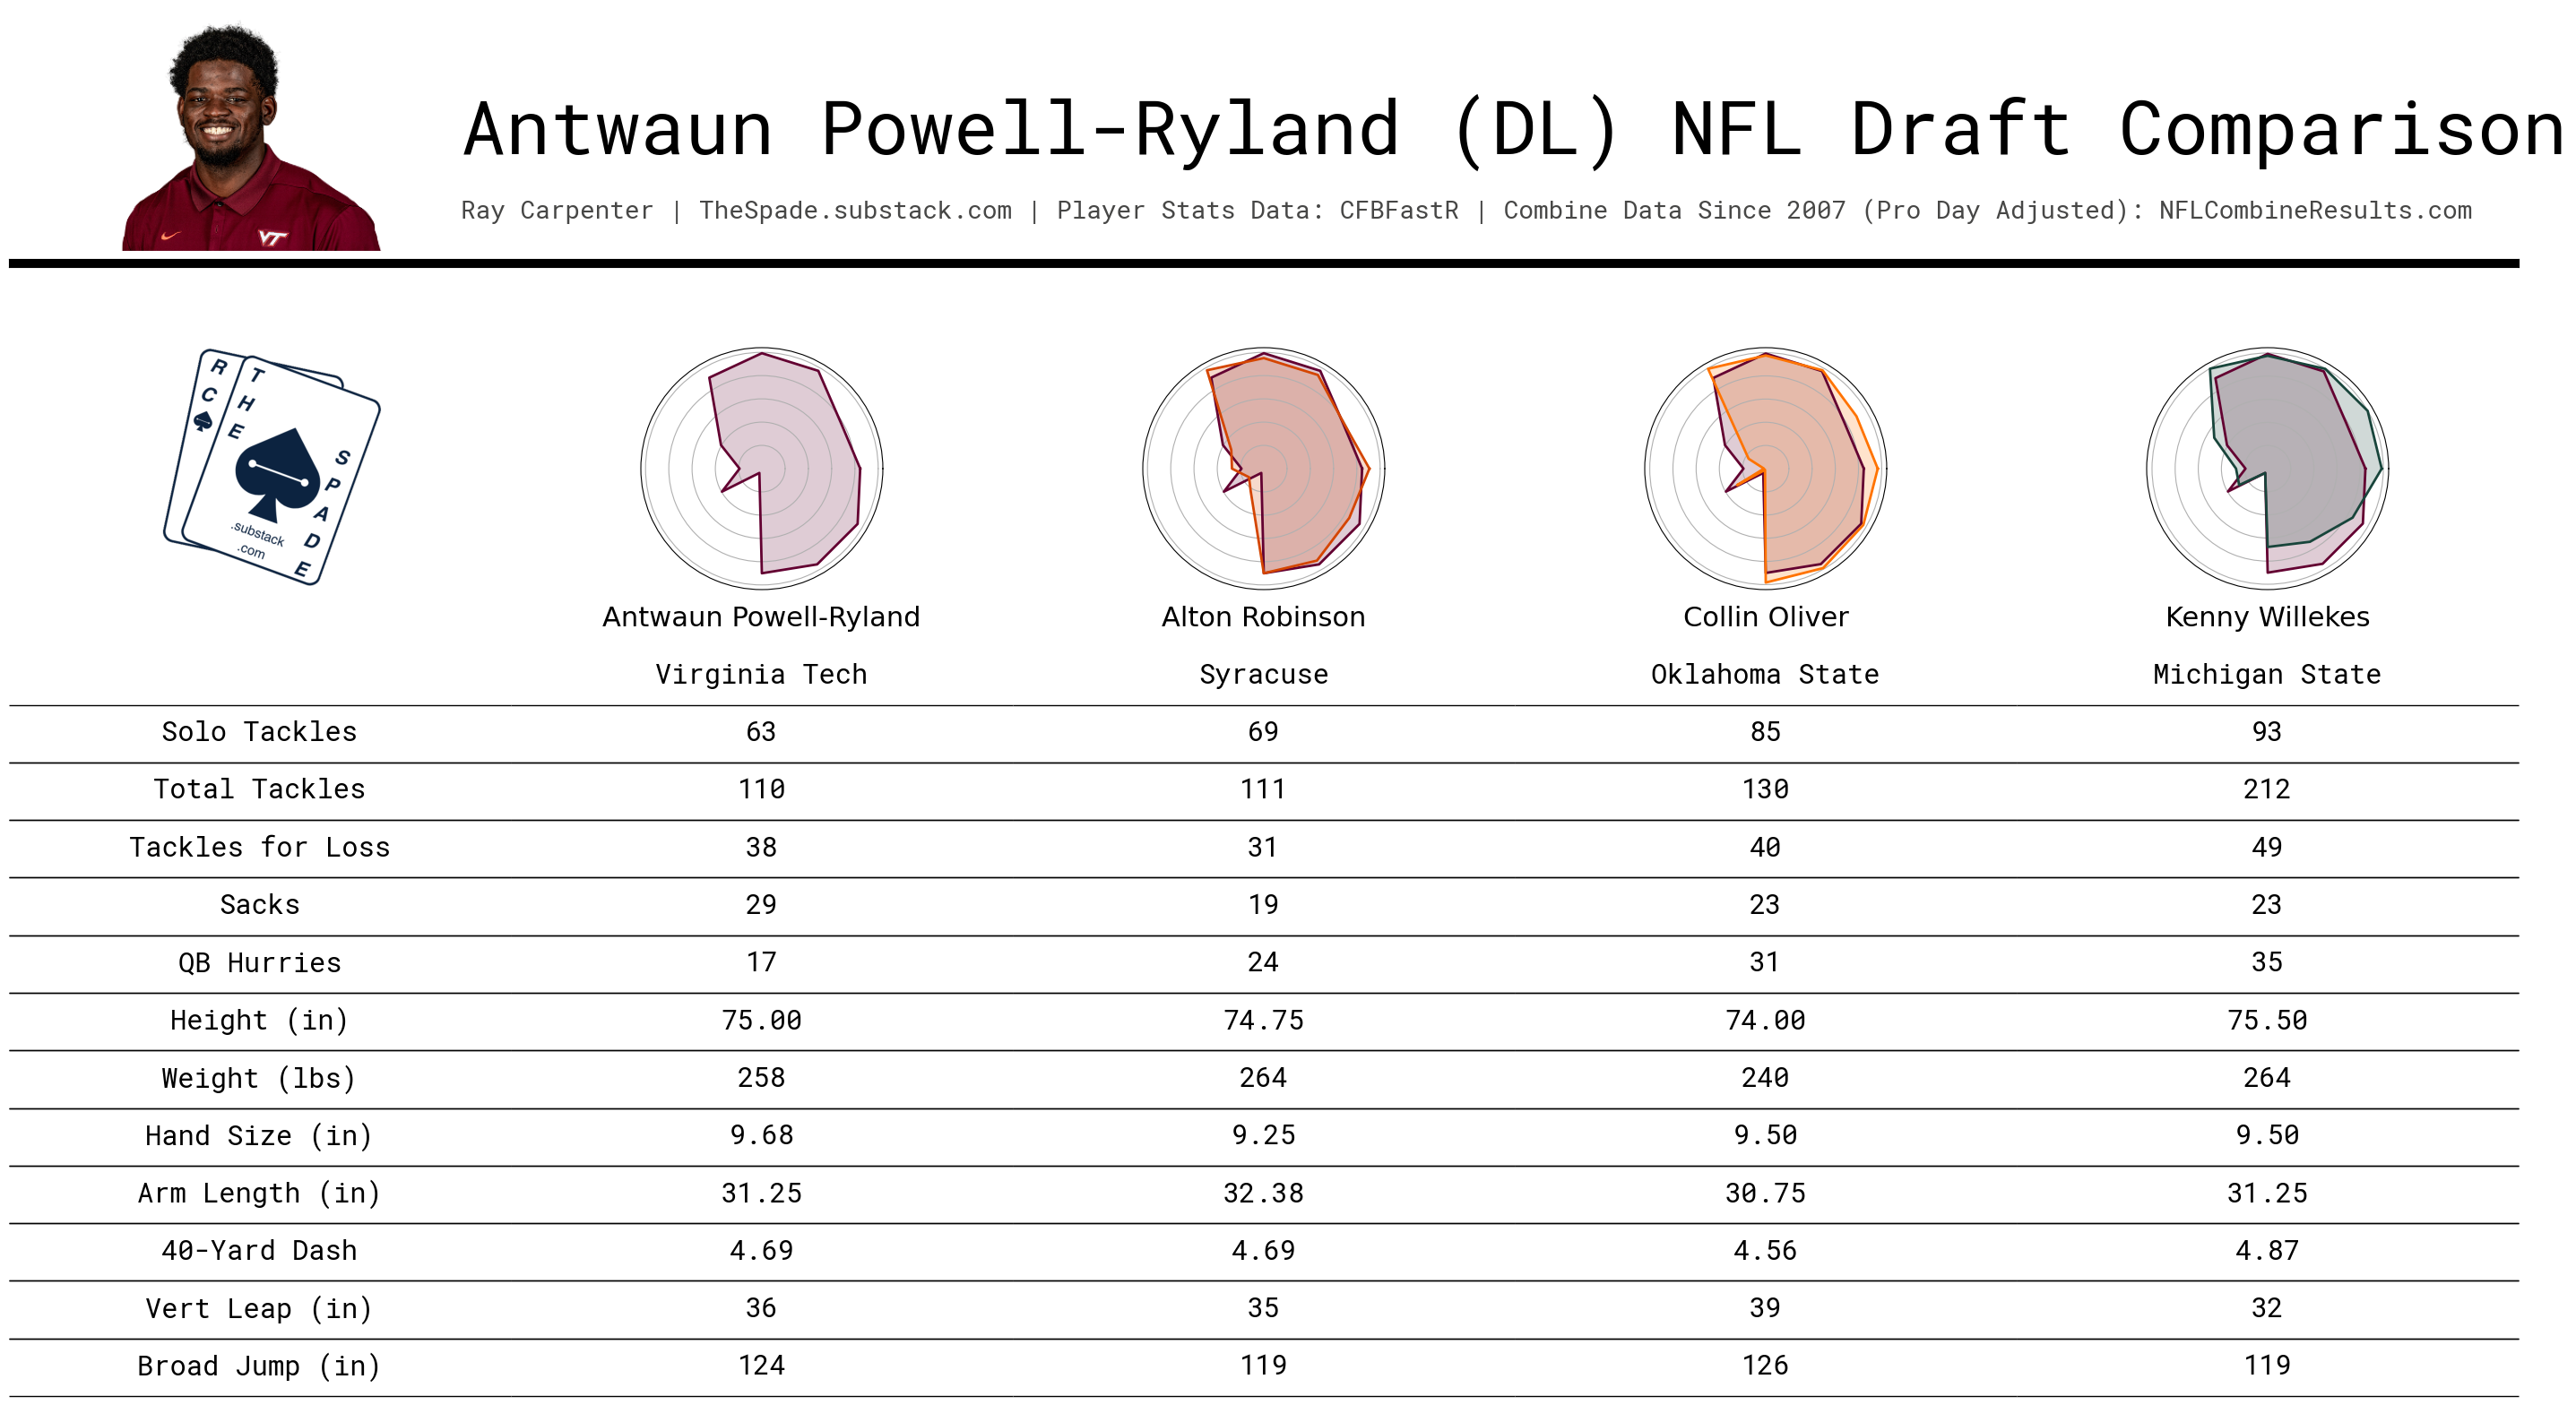 Antwaun Powell-Ryland (DL) NFL Draft Comparison
Ray Carpenter | TheSpade.substack.com | Player Stats Data: CFBFastR | Combine Data Since 2007 (Pro Day Adjusted): NFLCombineResults.com
VT
RC
THE
SPADE
.substack
.com
Antwaun Powell-Ryland Alton Robinson Collin Oliver Kenny Willekes
Virginia Tech Syracuse Oklahoma State Michigan State
Solo Tackles 63 69 85 93
Total Tackles 110 111 130 212
Tackles for Loss 38 31 40 49
Sacks 29 19 23 23
QB Hurries 17 24 31 35
Height (in) 75.00 74.75 74.00 75.50
Weight (lbs) 258 264 240 264
Hand Size (in) 9.68 9.25 9.50 9.50
Arm Length (in) 31.25 32.38 30.75 31.25
40-Yard Dash 4.69 4.69 4.56 4.87
Vert Leap (in) 36 35 39 32
Broad Jump (in) 124 119 126 119